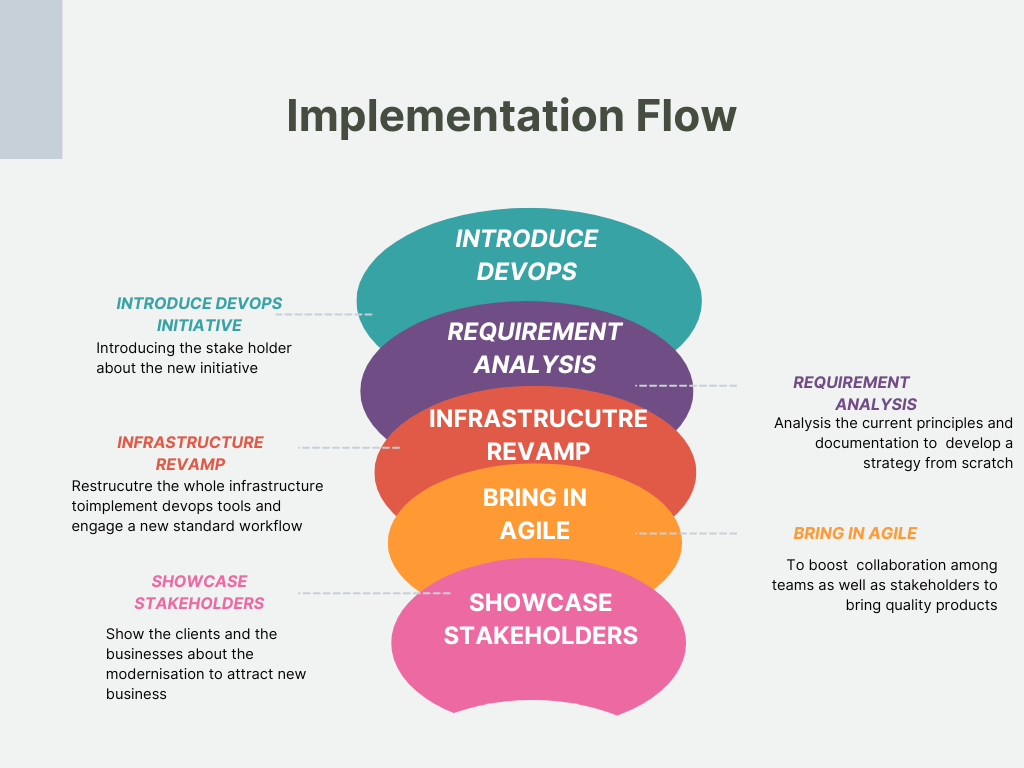 Implementation Flow
INTRODUCE
DEVOPS
REQUIREMENT
ANALYSIS
INFRASTRUCUTRE
REVAMP
BRING IN
AGILE
SHOWCASE
STAKEHOLDERS
INTRODUCE DEVOPS
INITIATIVE
Introducing the stake holder
about the new initiative
REQUIREMENT
ANALYSIS
Analysis the current principles and
documentation to  develop a
strategy from scratch
INFRASTRUCTURE
REVAMP
Restrucutre the whole infrastructure
toimplement devops tools and
engage a new standard workflow
BRING IN AGILE
To boost  collaboration among
teams as well as stakeholders to
bring quality products
SHOWCASE
STAKEHOLDERS
Show the clients and the
businesses about the
modernisation to attract new
business